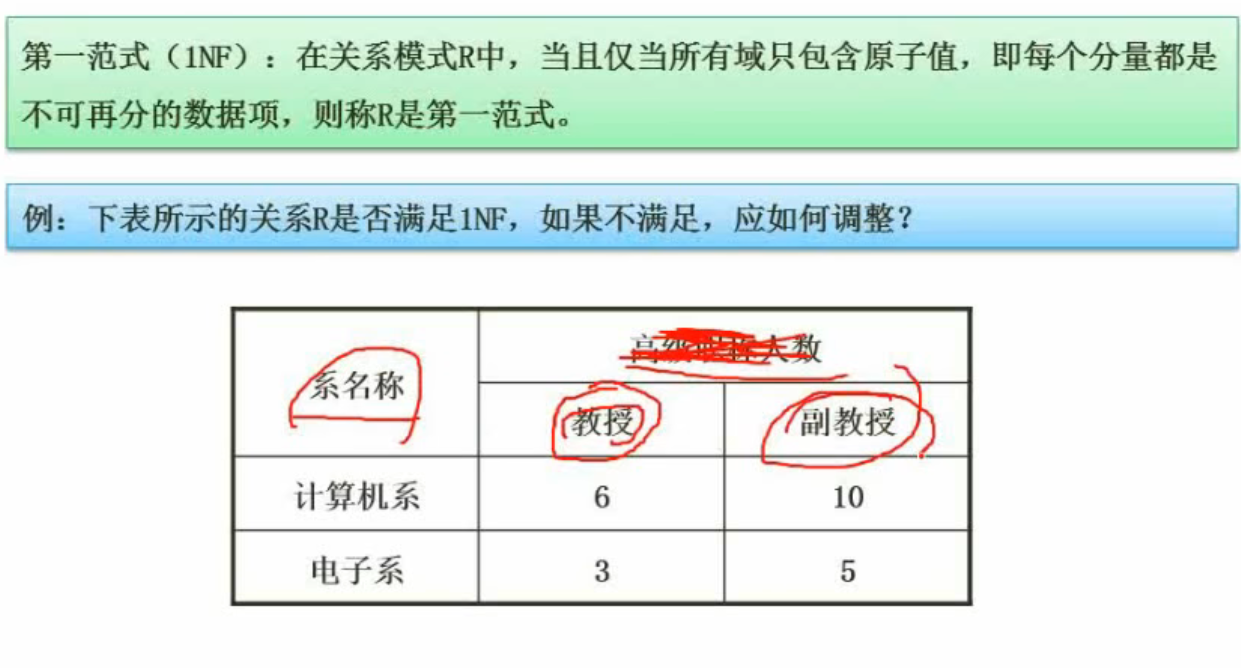 第一范式（1NF）：在关系模式R中，当且仅当所有域只包含原子值，即每个分量都是
不可再分的数据项，则称R是第一范式。
例：下表所示的关系R是否满足1NF，如果不满足，应如何调整？
系名称 高级职称人数
教授 副教授
计算机系 6 10
电子系 3 5